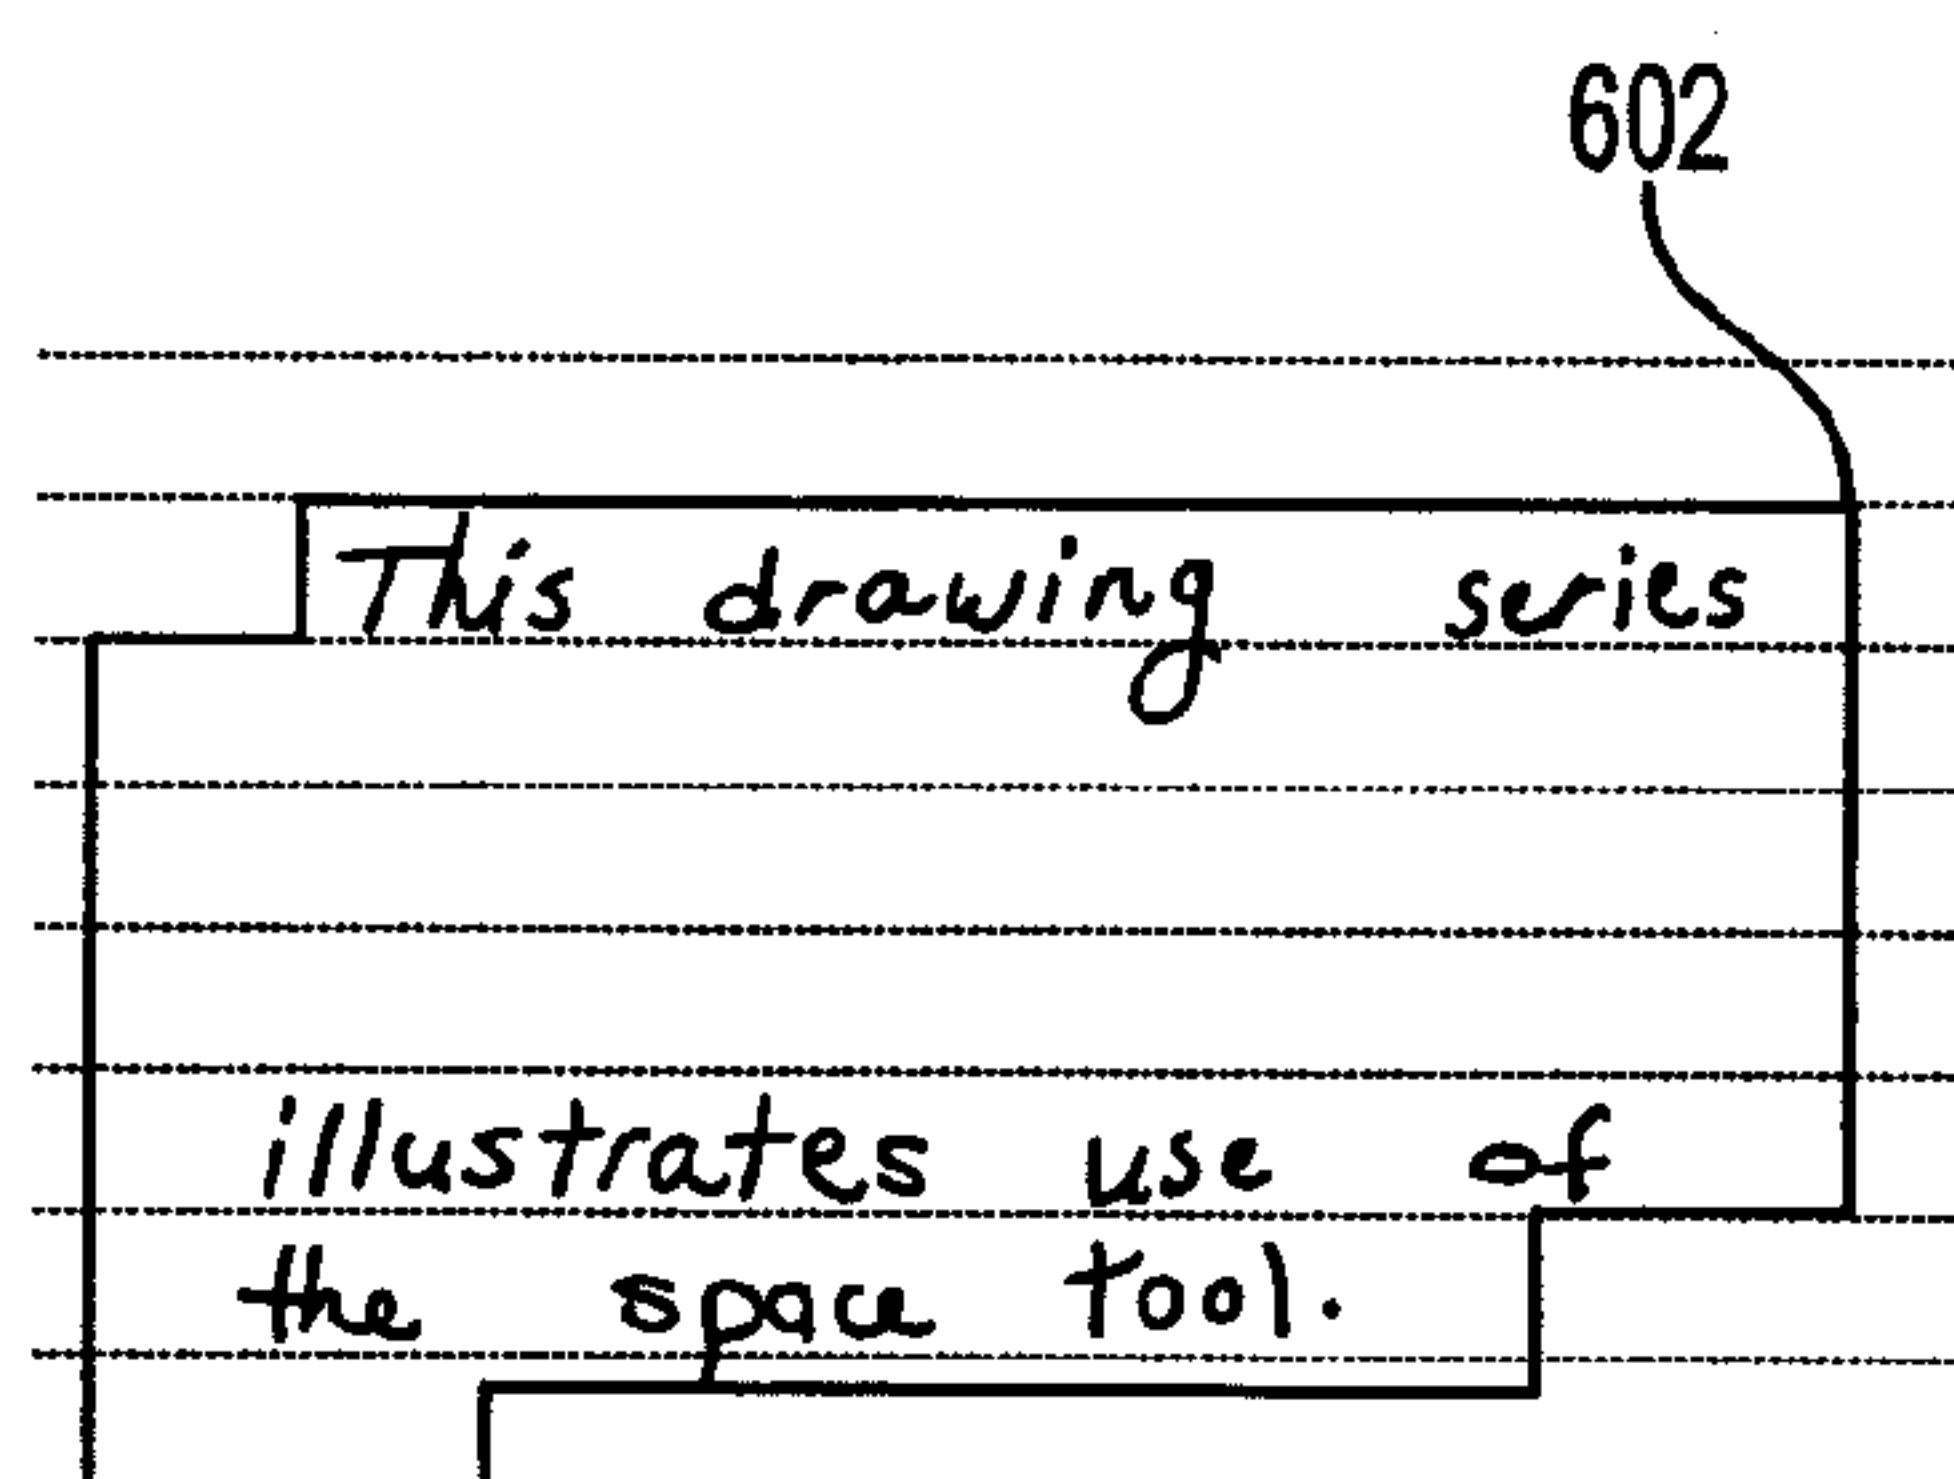 602
This drawing series
illustrates use of
the space tool.